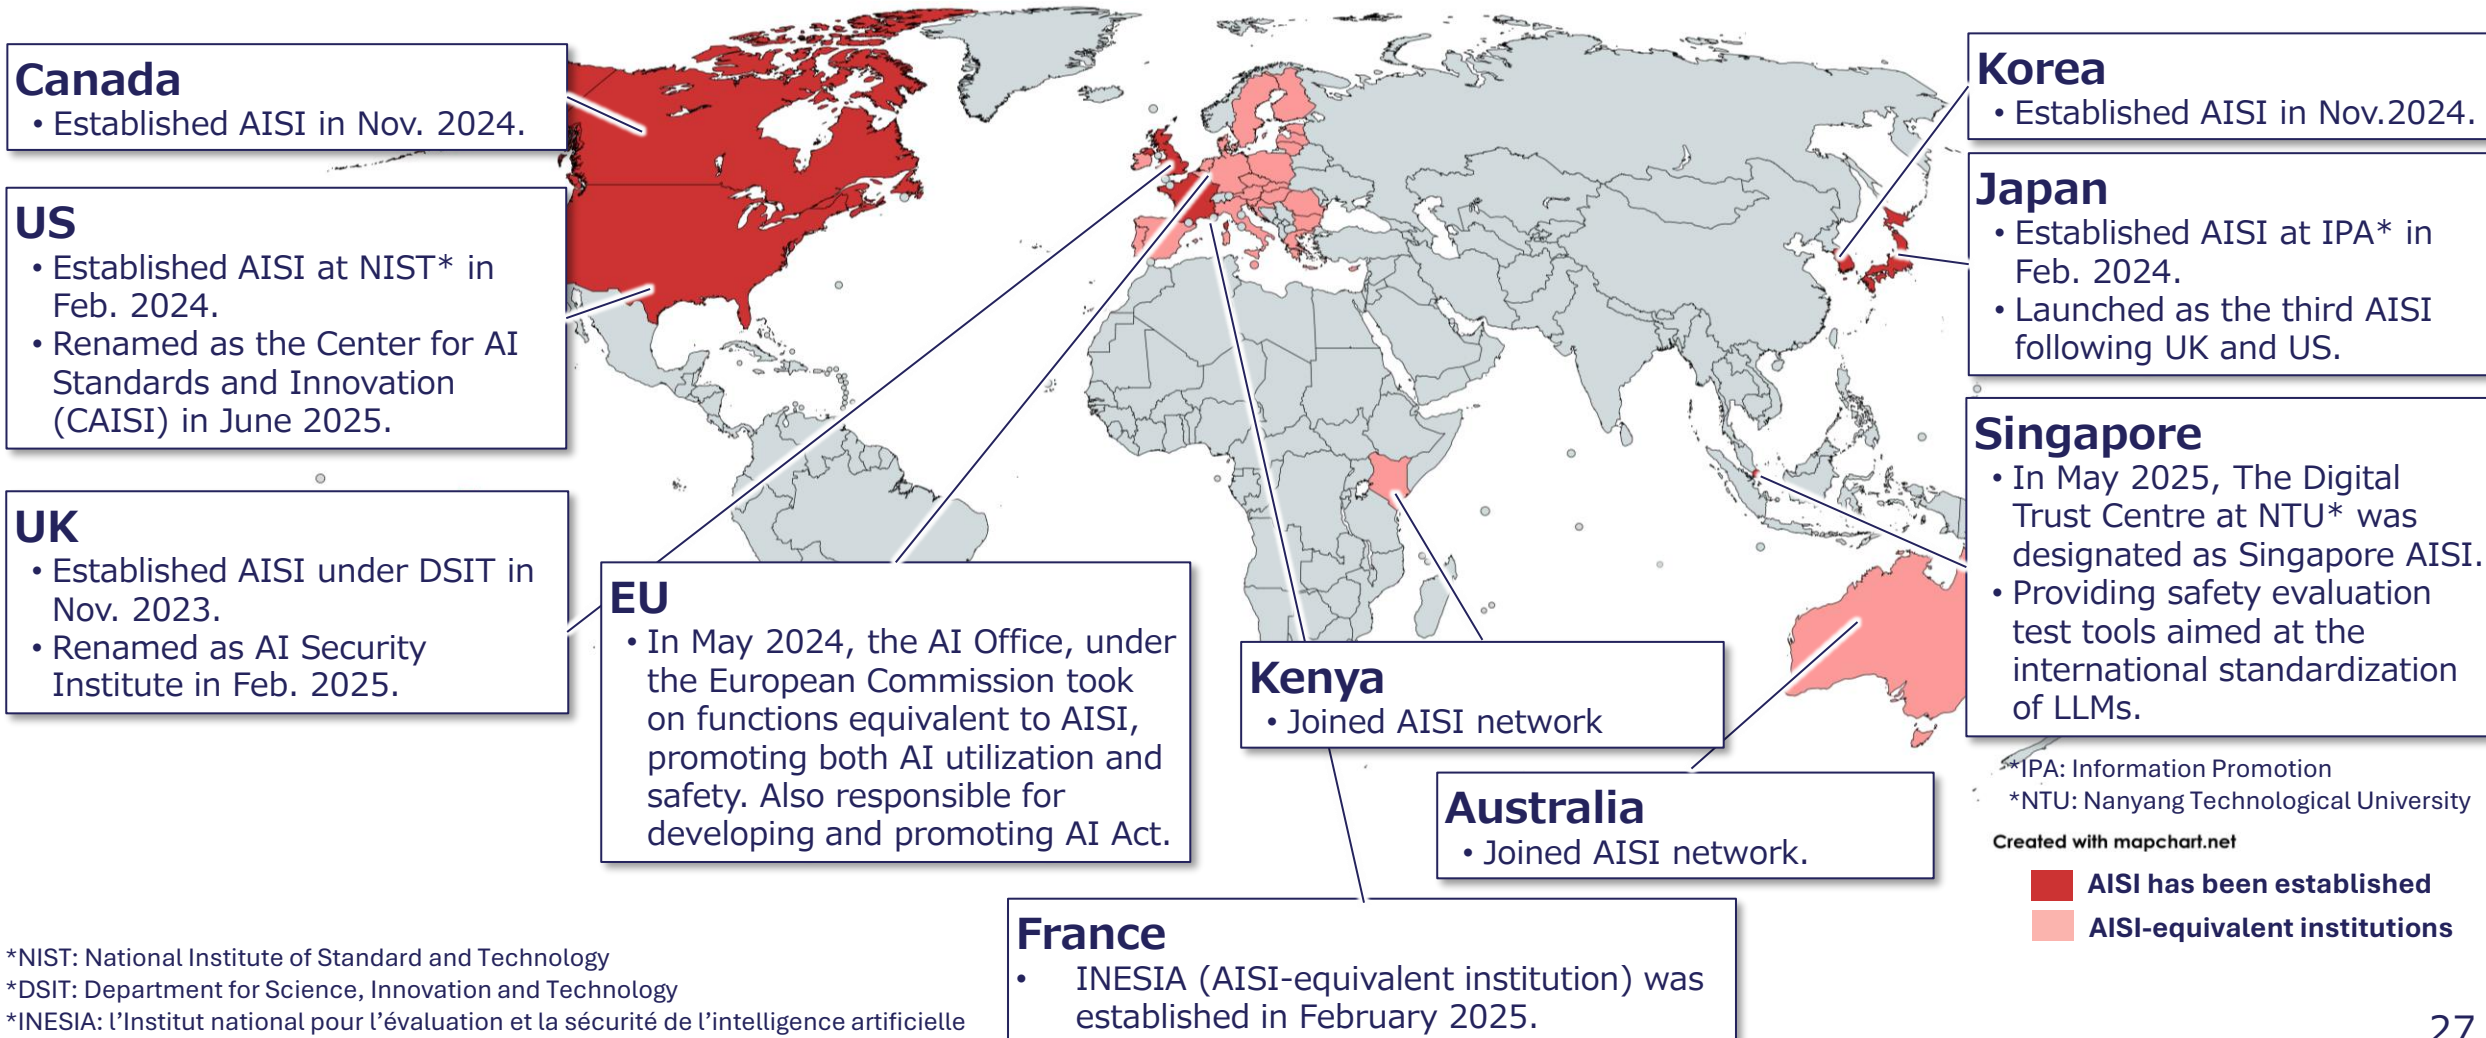 Canada
• Established AISI in Nov. 2024.
US
• Established AISI at NIST* in
Feb. 2024.
• Renamed as the Center for AI
Standards and Innovation
(CAISI) in June 2025.
UK
• Established AISI under DSIT in
Nov. 2023.
• Renamed as AI Security
Institute in Feb. 2025.
EU
• In May 2024, the AI Office, under
the European Commission took
on functions equivalent to AISI,
promoting both AI utilization and
safety. Also responsible for
developing and promoting AI Act.
Kenya
• Joined AISI network
Australia
• Joined AISI network.
France
• INESIA (AISI-equivalent institution) was
established in February 2025.
Korea
• Established AISI in Nov.2024.
Japan
• Established AISI at IPA* in
Feb. 2024.
• Launched as the third AISI
following UK and US.
Singapore
• In May 2025, The Digital
Trust Centre at NTU* was
designated as Singapore AISI.
• Providing safety evaluation
test tools aimed at the
international standardization
of LLMs.
*IPA: Information Promotion
*NTU: Nanyang Technological University
Created with mapchart.net
AISI has been established
AISI-equivalent institutions
*NIST: National Institute of Standard and Technology
*DSIT: Department for Science, Innovation and Technology
*INESIA: l’Institut national pour l’évaluation et la sécurité de l’intelligence artificielle
27